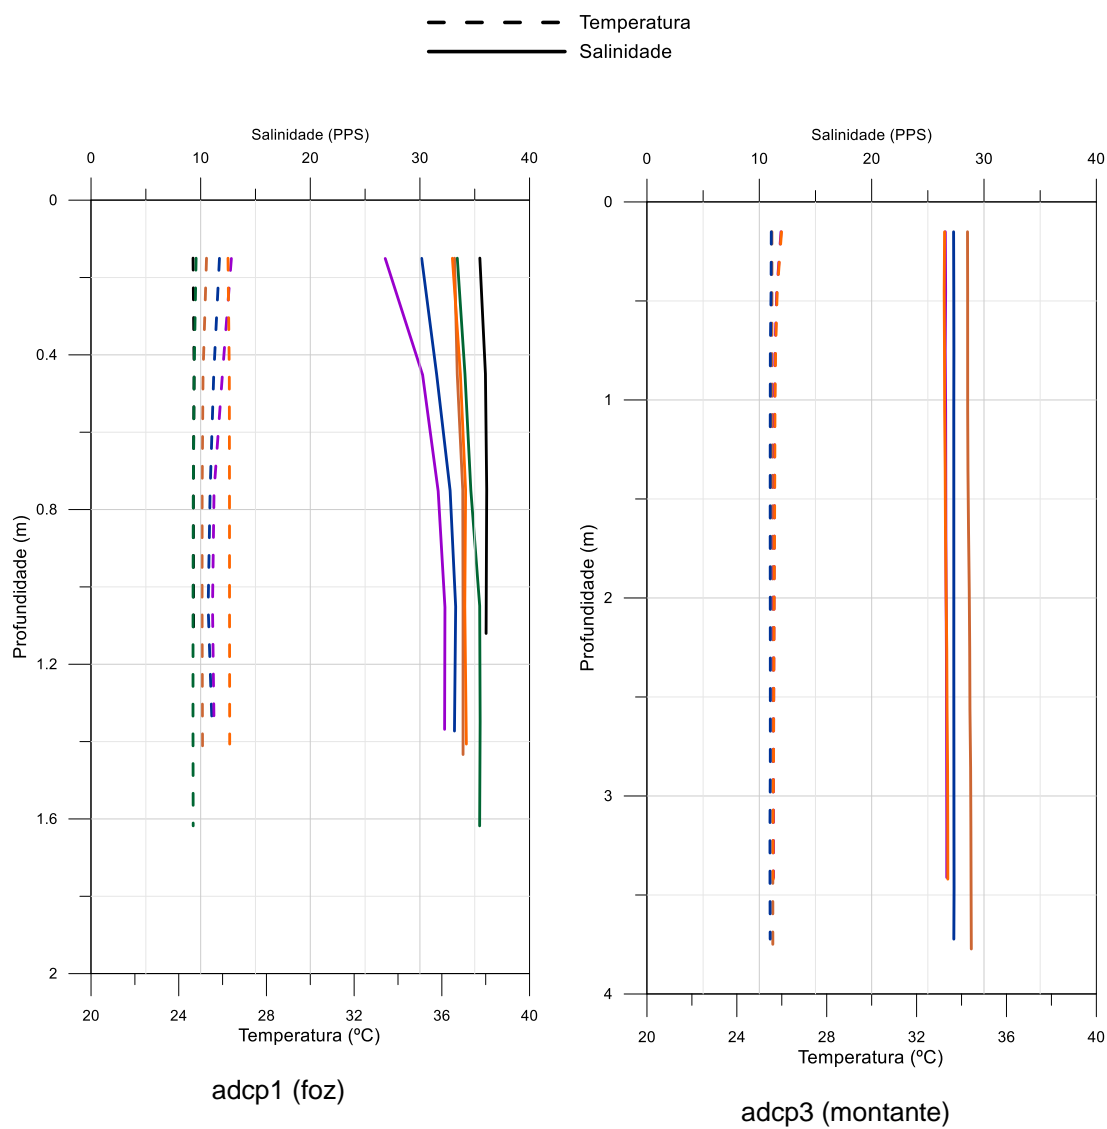 Temperatura
Salinidade
Salinidade (PPS)
0 10 20 30 40
0
0.4
0.8
1.2
1.6
2
Profundidade (m)
20 24 28 32 36 40
Temperatura (ºC)
adcp1 (foz)
Salinidade (PPS)
0 10 20 30 40
0
1
2
3
4
Profundidade (m)
20 24 28 32 36 40
Temperatura (ºC)
adcp3 (montante)